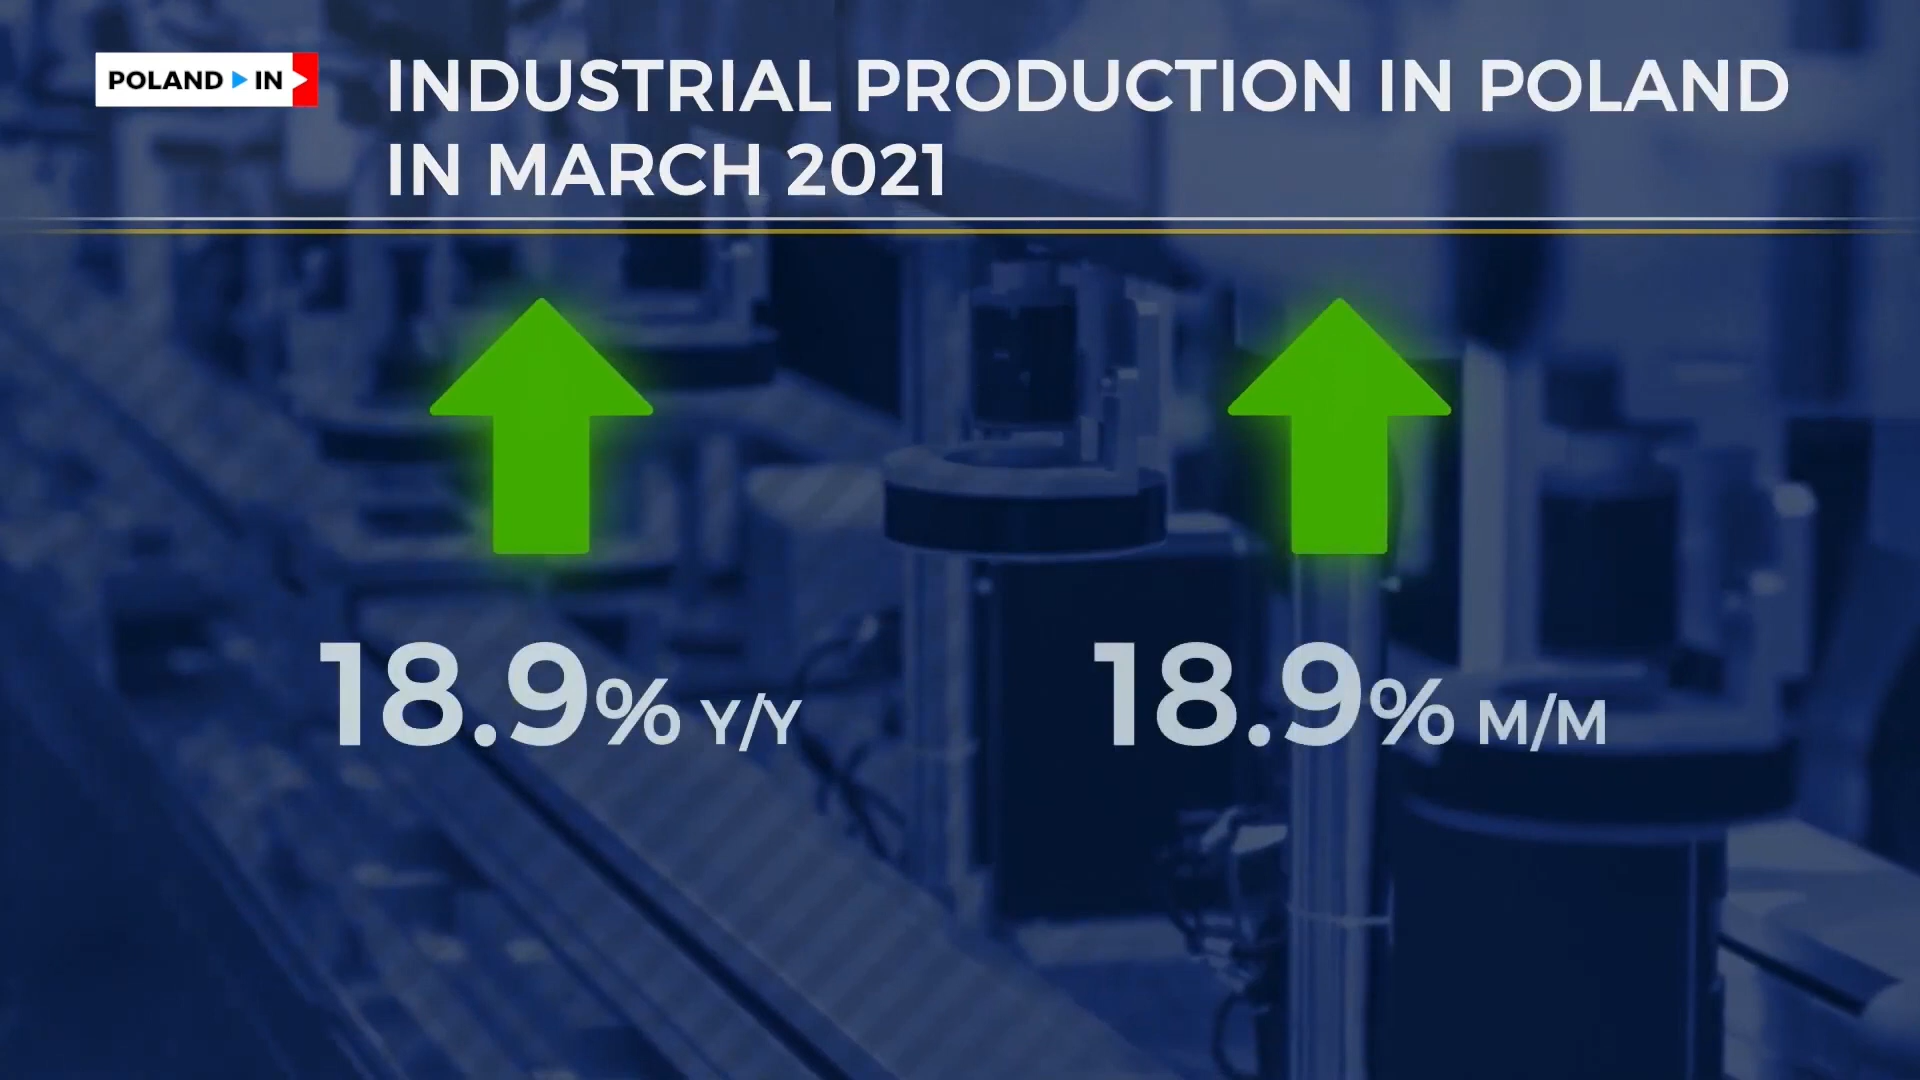 POLAND IN
INDUSTRIAL PRODUCTION IN POLAND
IN MARCH 2021
18.9% Y/Y
18.9% M/M